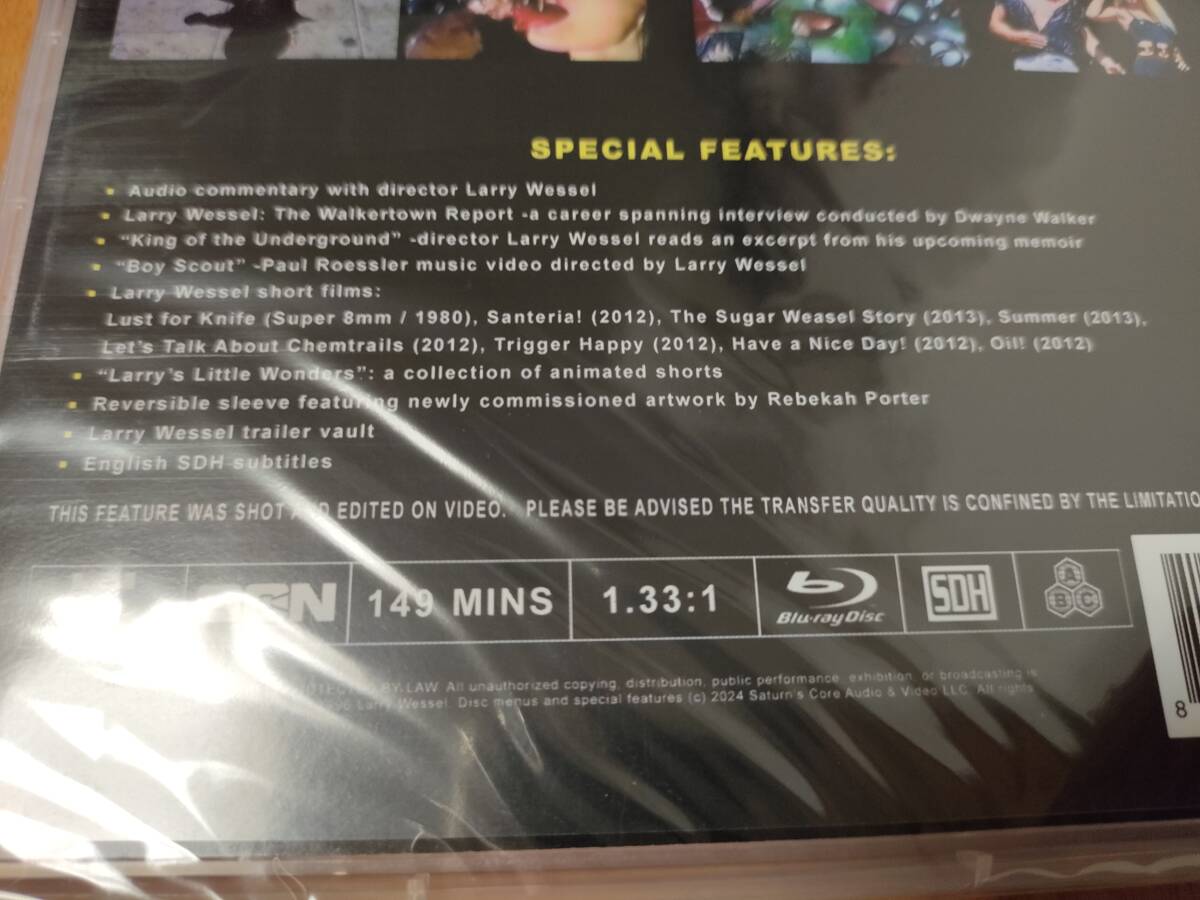 SPECIAL FEATURES:
▪ Audio commentary with director Larry Wessel
▪ Larry Wessel: The Walkertown Report -a career spanning interview conducted by Dwayne Walker
▪ “King of the Underground” -director Larry Wessel reads an excerpt from his upcoming memoir
▪ “Boy Scout” -Paul Roessler music video directed by Larry Wessel
▪ Larry Wessel short films:
Lust for Knife (Super 8mm / 1980), Santeria! (2012), The Sugar Weasel Story (2013), Summer (2013),
Let's Talk About Chemtrails (2012), Trigger Happy (2012), Have a Nice Day! (2012), Oil! (2012)
▪ “Larry's Little Wonders”: a collection of animated shorts
▪ Reversible sleeve featuring newly commissioned artwork by Rebekah Porter
▪ Larry Wessel trailer vault
▪ English SDH subtitles
THIS FEATURE WAS SHOT AND EDITED ON VIDEO. PLEASE BE ADVISED THE TRANSFER QUALITY IS CONFINED BY THE
149 MINS 1.33:1 Blu-ray Disc SDH A B C
BY LAW. All unauthorized copying, distribution, public performance, exhibition, or broadcasting is
Larry Wessel. Disc menus and special features (c) 2024 Saturn's Core Audio & Video LLC. All rights
8